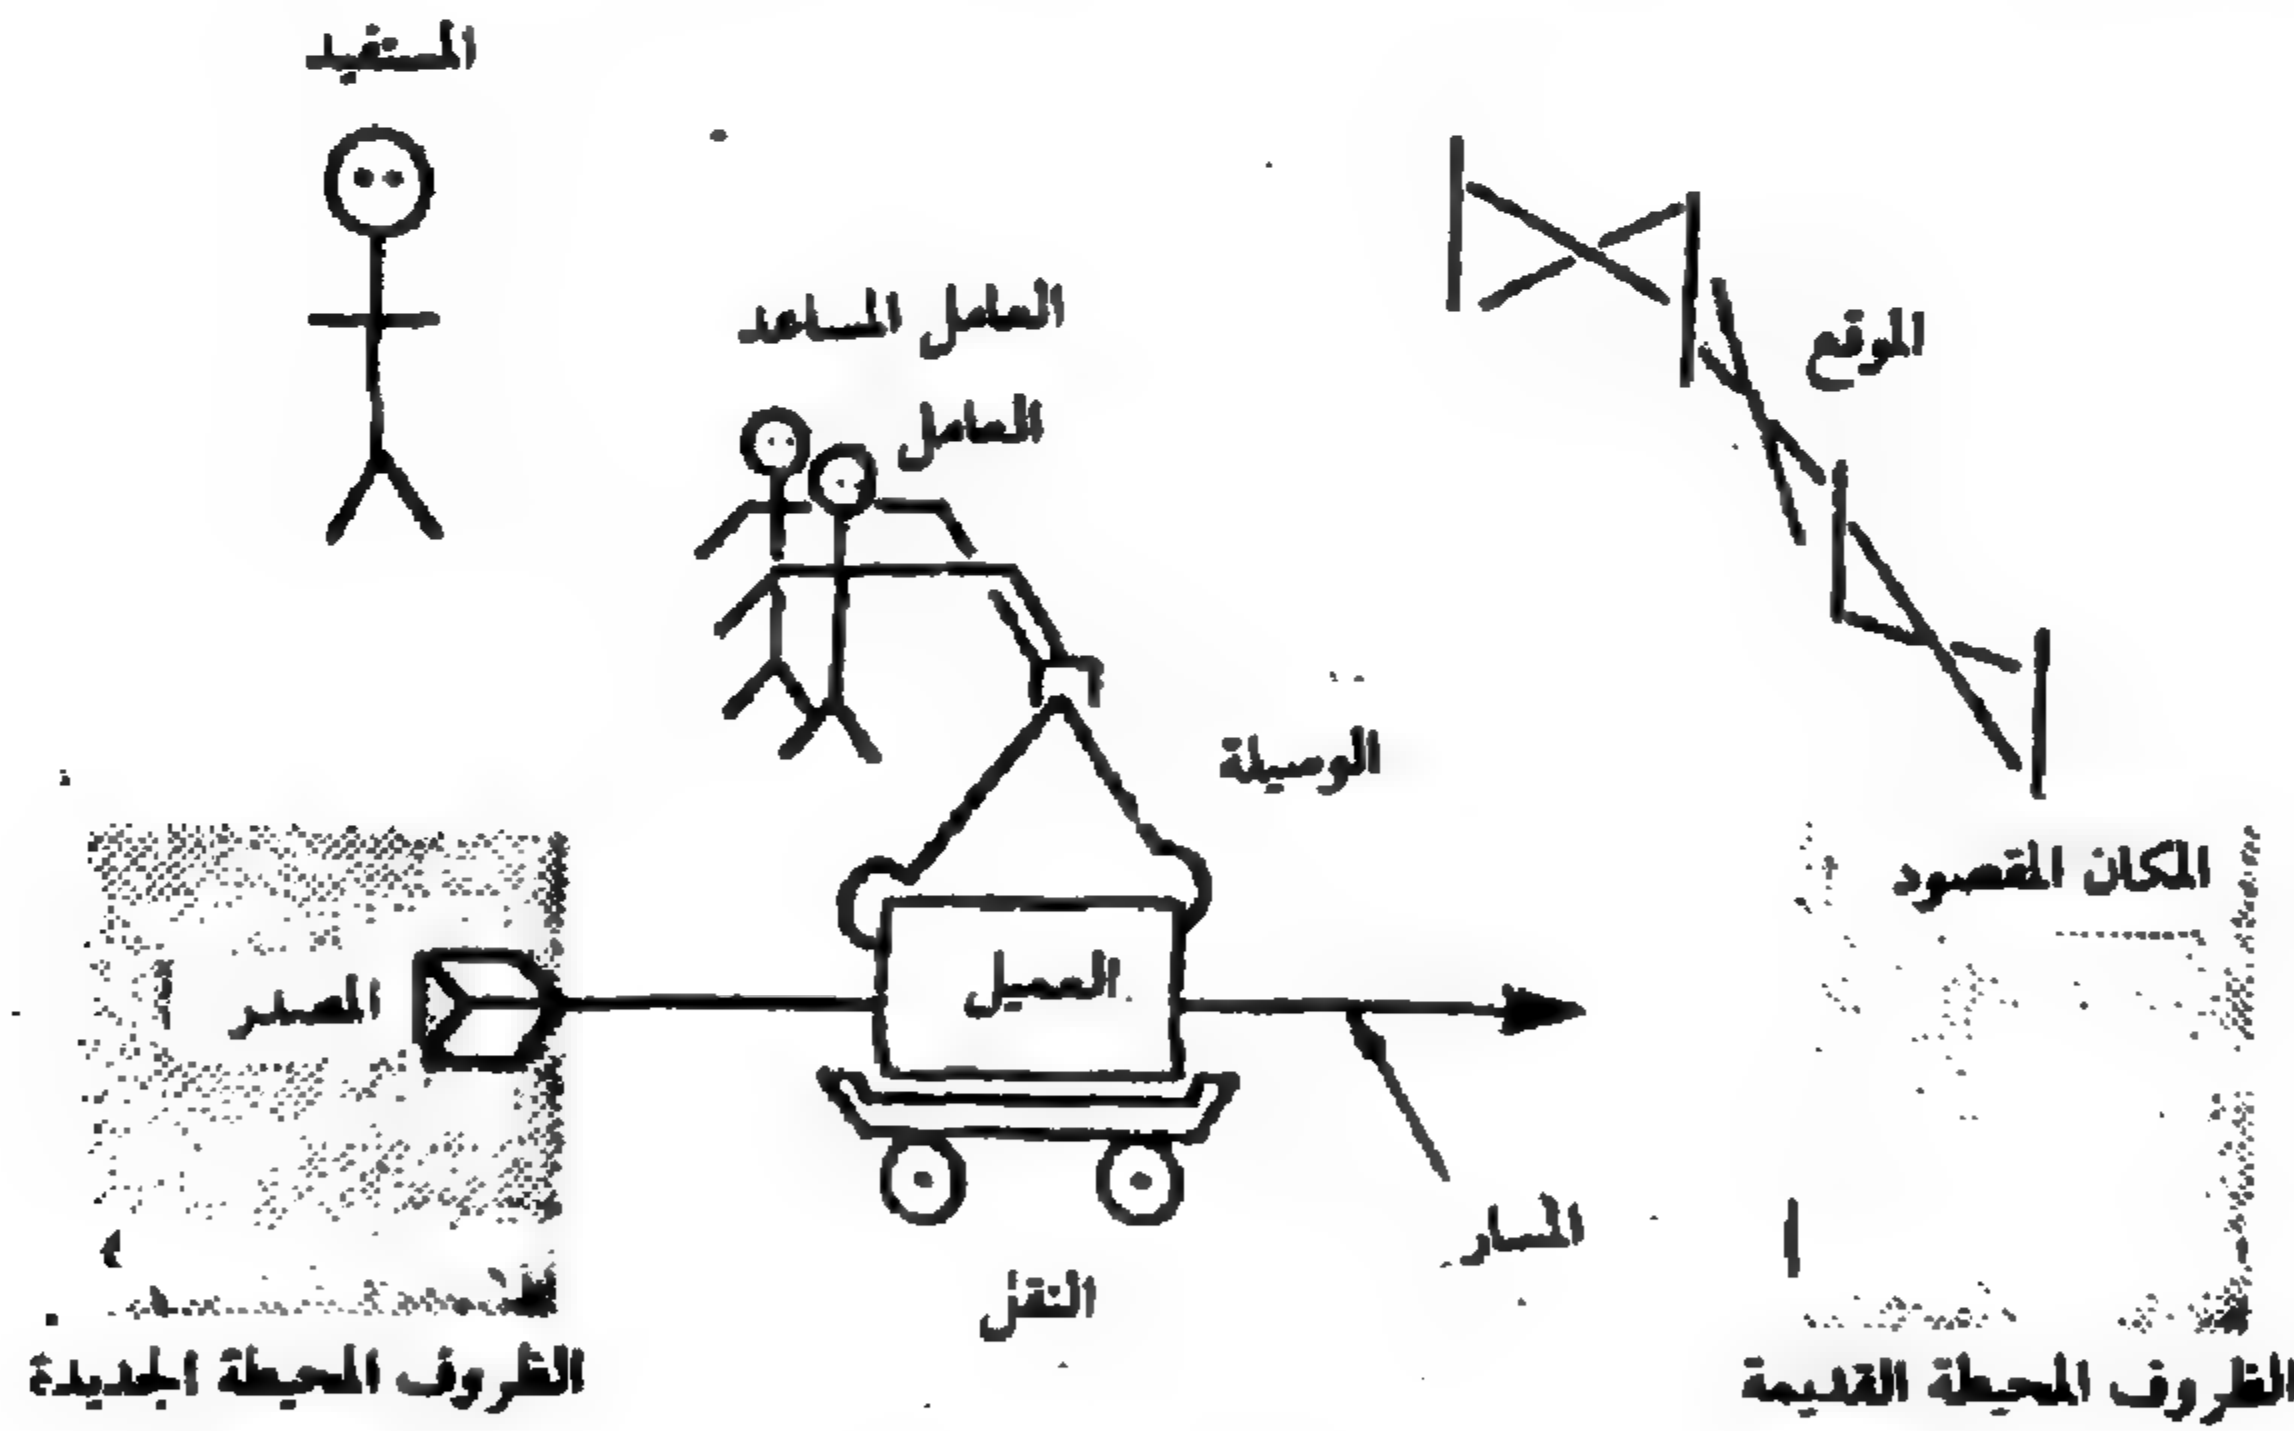 المستفيد
العامل المساعد
العامل
الموقع
الوسيلة
المكان المقصود
المصدر
العميل
المسار
النقل
الظروف المحيطة القديمة
الظروف المحيطة الجديدة